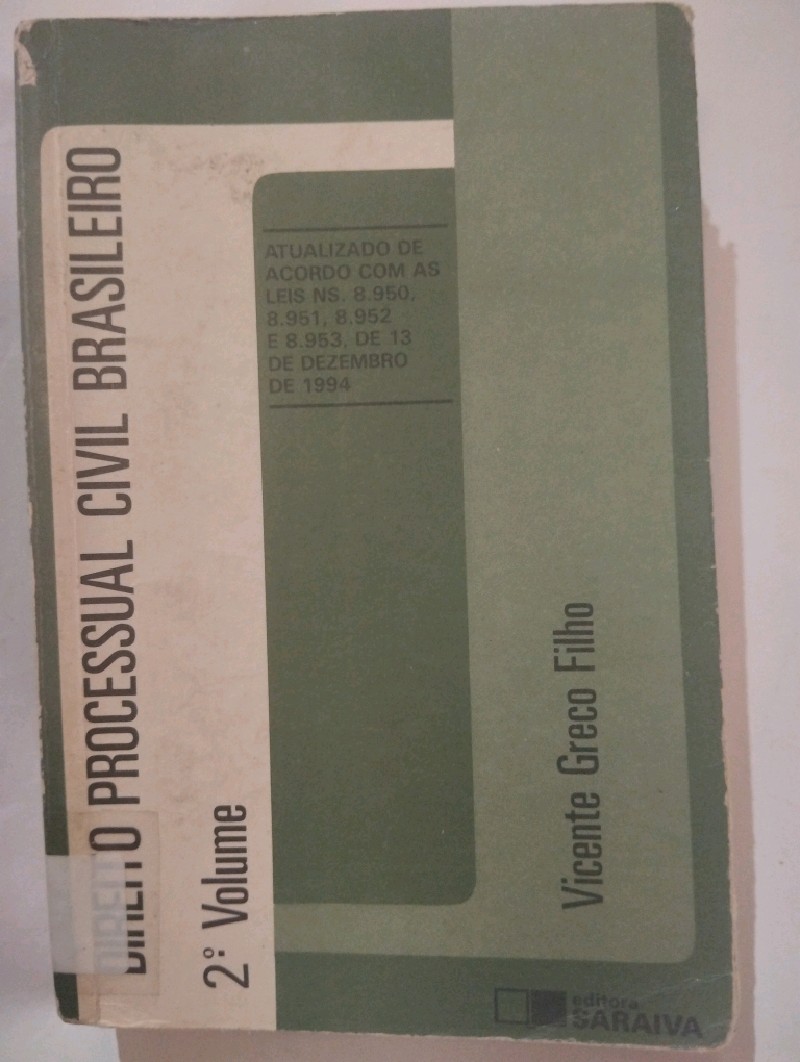 DIREITO PROCESSUAL CIVIL BRASILEIRO
2º Volume
ATUALIZADO DE
ACORDO COM AS
LEIS NS. 8.950,
8.951, 8.952
E 8.953, DE 13
DE DEZEMBRO
DE 1994
Vicente Greco Filho
editora
SARAIVA